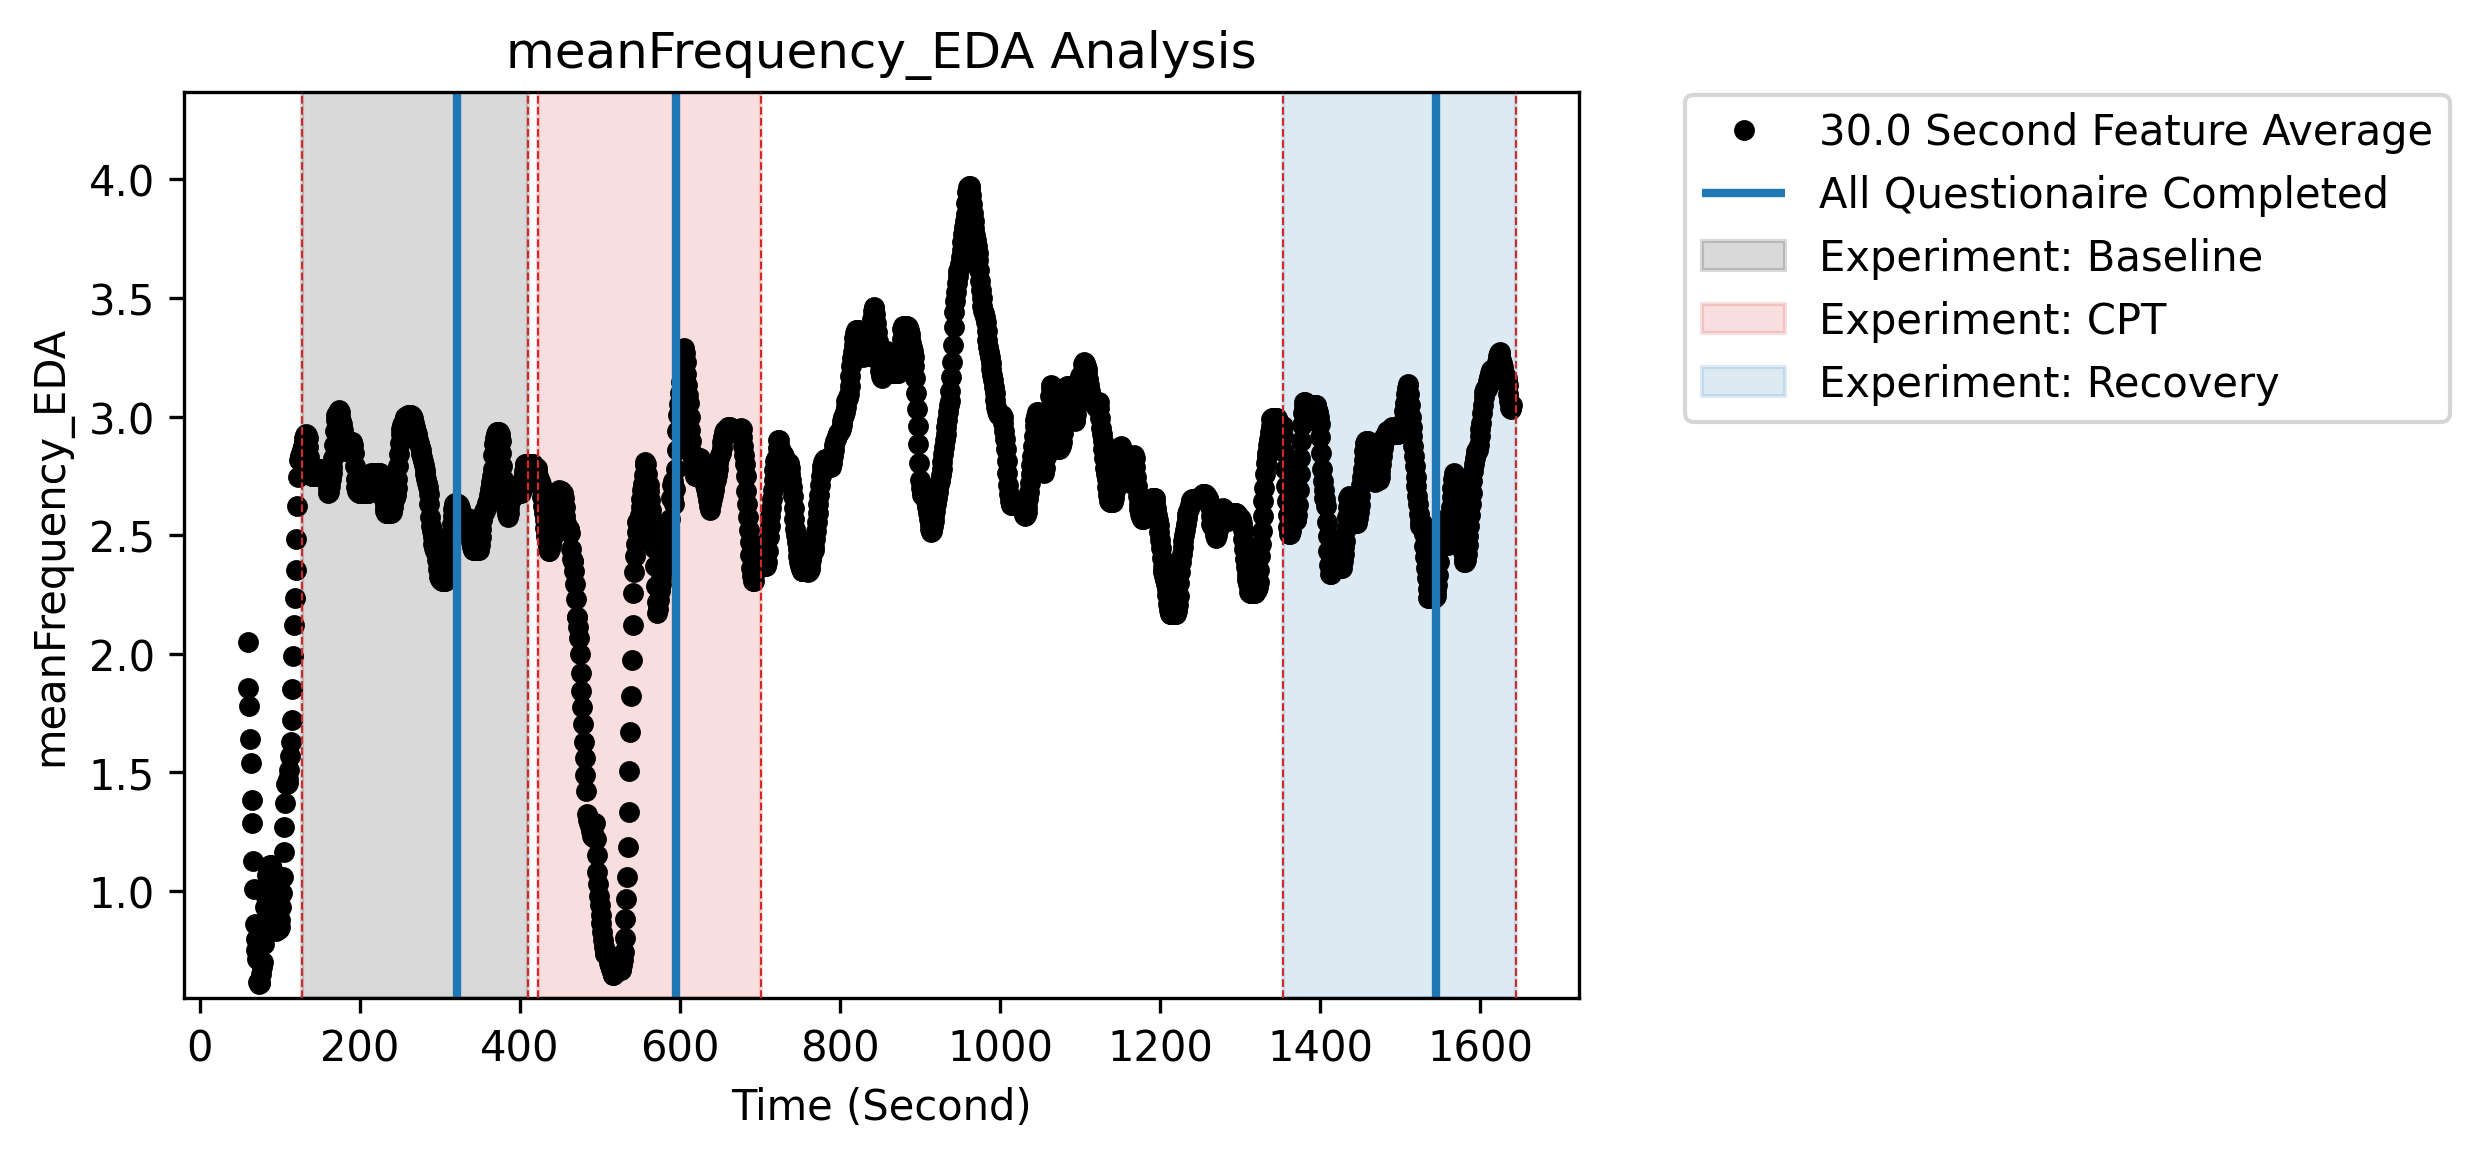 meanFrequency_EDA Analysis
meanFrequency_EDA
4.0
3.5
3.0
2.5
2.0
1.5
1.0
0
200
400
600
800
1000
1200
1400
1600
Time (Second)
30.0 Second Feature Average
All Questionaire Completed
Experiment: Baseline
Experiment: CPT
Experiment: Recovery